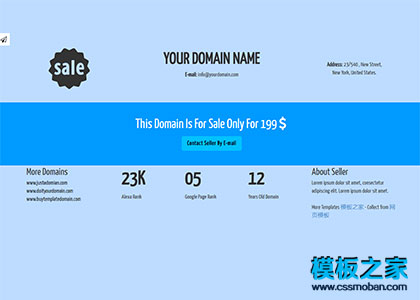 sale
YOUR DOMAIN NAME
E-mail: info@yourdomain.com
Address: 23/546 , New Street,
New York, United States.
This Domain Is For Sale Only For 199 $
Contact Seller By E-mail
More Domains
www.justadomain.com
www.doityourdomain.com
www.buytemplatedomain.com
23K
Alexa Rank
05
Google Page Rank
12
Years Old Domain
About Seller
Lorem ipsum dolor sit amet, consectetur
adipiscing elit. Lorem ipsum dolor sit amet.
More Templates 模板之家 - Collect from 网
页模板
模板之家
www.cssmoban.com